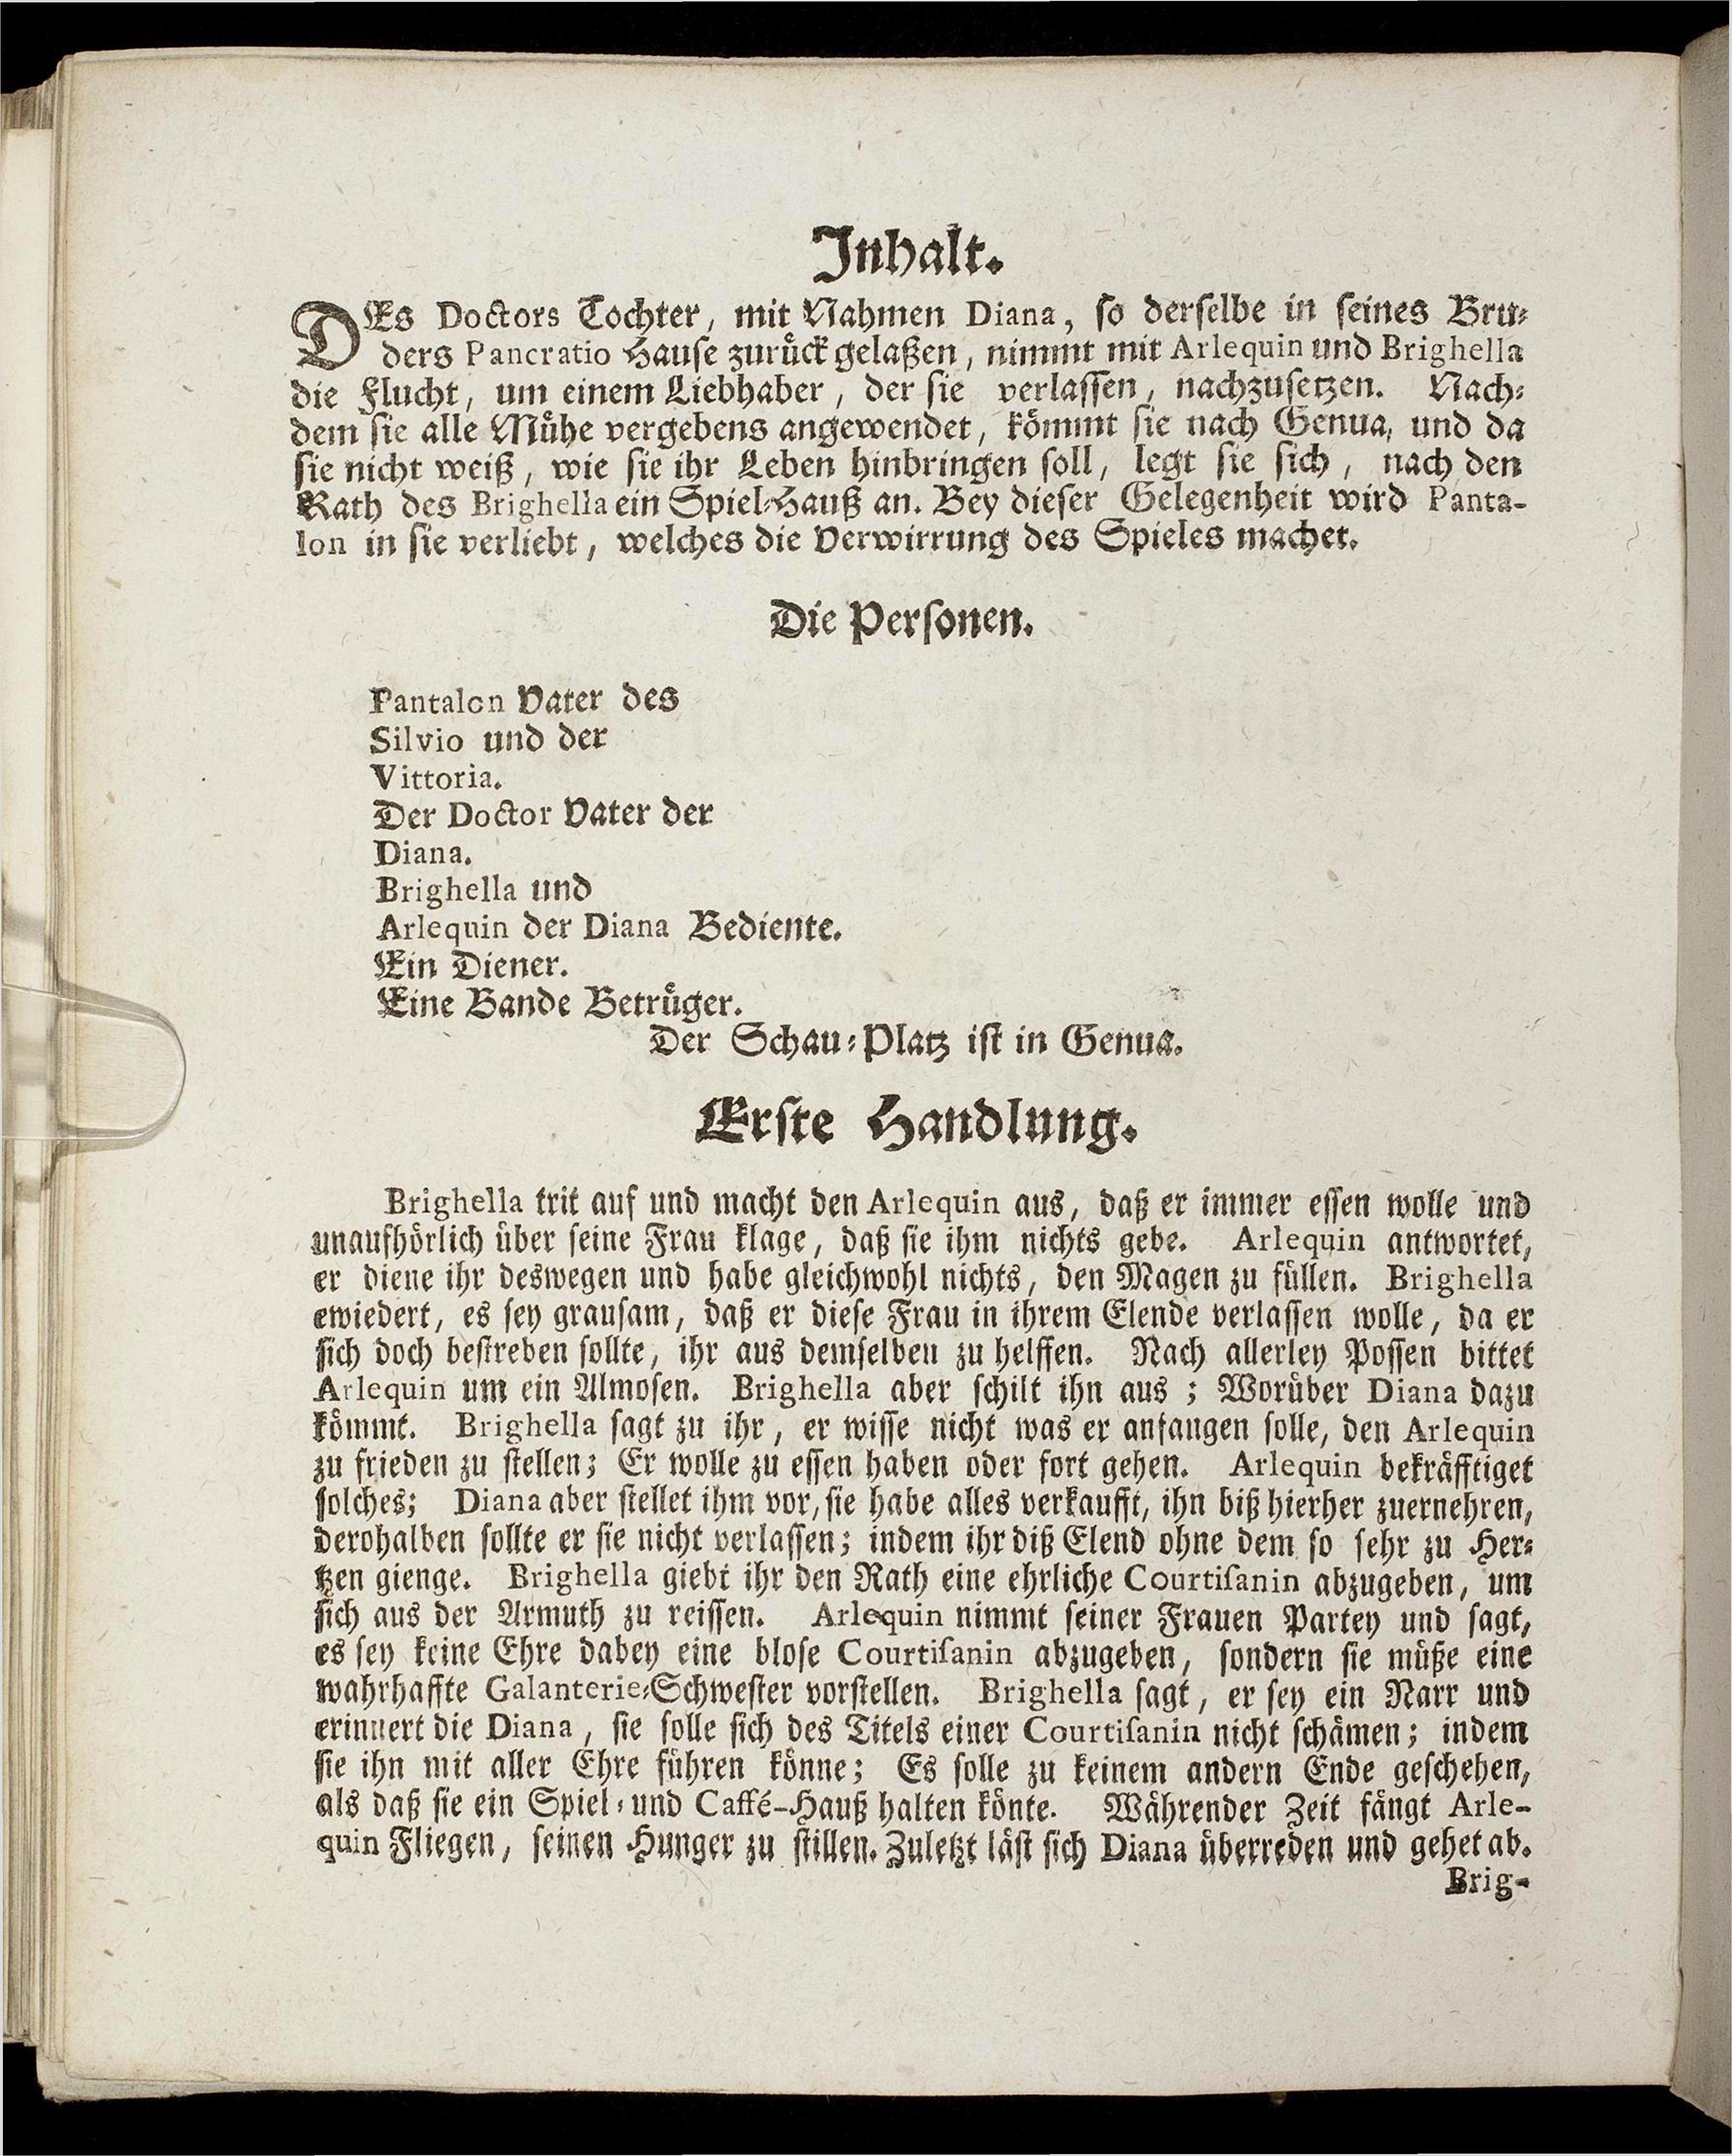 Inhalt.
DEs Doctors Tochter, mit Nahmen Diana, so derselbe in seines Bru-
ders Pancratio Hause zurück gelaßen, nimmt mit Arlequin und Brighella
die Flucht, um einem Liebhaber, der sie verlassen, nachzusetzen. Nach-
dem sie alle Mühe vergebens angewendet, kömmt sie nach Genua, und da
sie nicht weiß, wie sie ihr Leben hinbringen soll, legt sie sich, nach den
Rath des Brighella ein Spiel-Hauß an. Bey dieser Gelegenheit wird Panta-
lon in sie verliebt, welches die Verwirrung des Spieles machet.
Die Personen.
Pantalon Vater des
Silvio und der
Vittoria.
Der Doctor Vater der
Diana.
Brighella und
Arlequin der Diana Bediente.
Ein Diener.
Eine Bande Betrüger.
Der Schau-Platz ist in Genua.
Erste Handlung.
Brighella trit auf und macht den Arlequin aus, daß er immer essen wolle und
unaufhörlich über seine Frau klage, daß sie ihm nichts gebe. Arlequin antwortet,
er diene ihr deswegen und habe gleichwohl nichts, den Magen zu füllen. Brighella
ewiedert, es sey grausam, daß er diese Frau in ihrem Elende verlassen wolle, da er
sich doch bestreben sollte, ihr aus demselben zu helffen. Nach allerley Possen bittet
Arlequin um ein Almosen. Brighella aber schilt ihn aus ; Worüber Diana dazu
kömmt. Brighella sagt zu ihr, er wisse nicht was er anfangen solle, den Arlequin
zu frieden zu stellen; Er wolle zu essen haben oder fort gehen. Arlequin bekräfftiget
solches; Diana aber stellet ihm vor, sie habe alles verkaufft, ihn biß hierher zuernehren,
derohalben sollte er sie nicht verlassen; indem ihr diß Elend ohne dem so sehr zu Her-
tzen gienge. Brighella giebt ihr den Rath eine ehrliche Courtisanin abzugeben, um
sich aus der Armuth zu reissen. Arlequin nimmt seiner Frauen Partey und sagt,
es sey keine Ehre dabey eine blose Courtisanin abzugeben, sondern sie müße eine
wahrhaffte Galanterie-Schwester vorstellen. Brighella sagt, er sey ein Narr und
erinnert die Diana, sie solle sich des Titels einer Courtisanin nicht schämen; indem
sie ihn mit aller Ehre führen könne; Es solle zu keinem andern Ende geschehen,
als daß sie ein Spiel- und Caffé-Hauß halten könte. Währender Zeit fängt Arle-
quin Fliegen, seinen Hunger zu stillen. Zuletzt läst sich Diana überreden und gehet ab.
Brig-